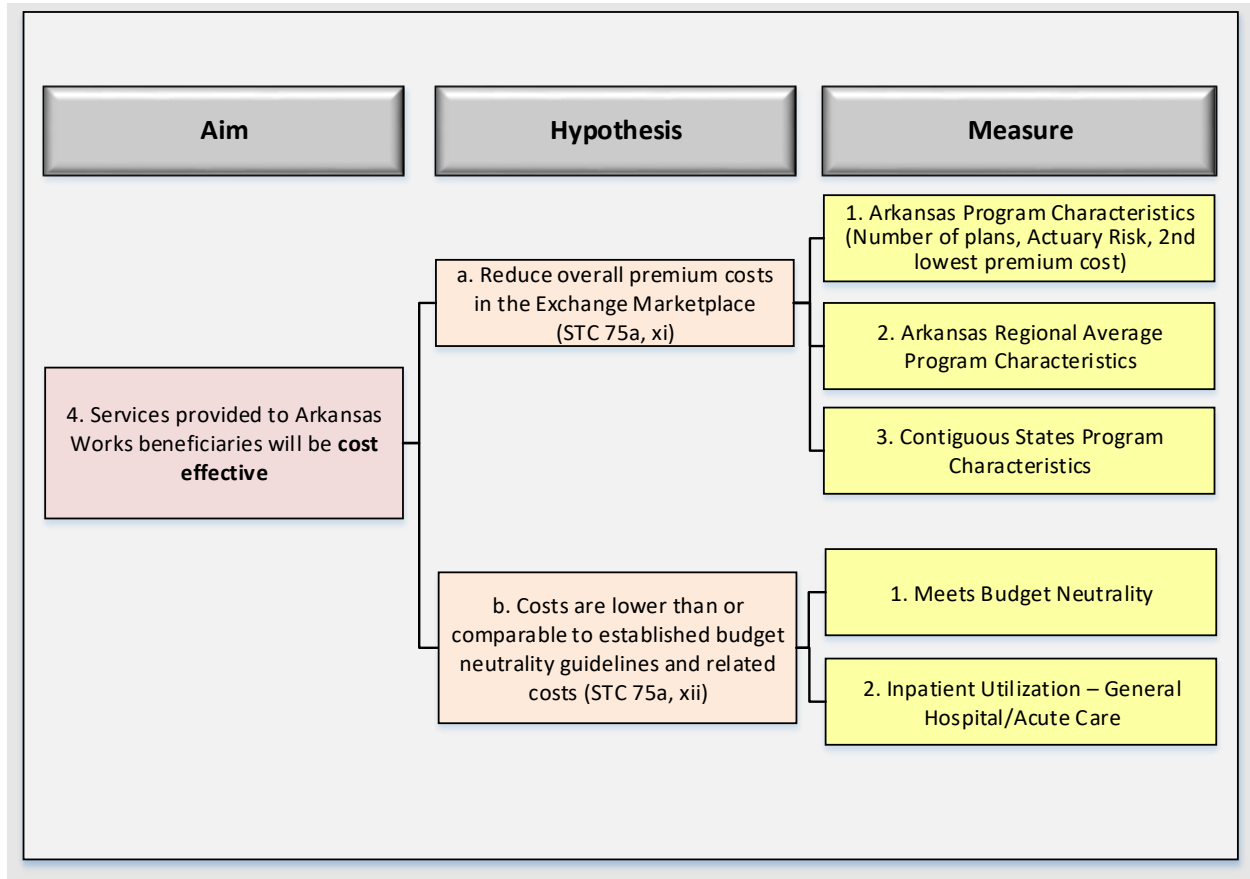 Aim
Hypothesis
Measure
4. Services provided to Arkansas
Works beneficiaries will be cost
effective
a. Reduce overall premium costs
in the Exchange Marketplace
(STC 75a, xi)
1. Arkansas Program Characteristics
(Number of plans, Actuary Risk, 2nd
lowest premium cost)
2. Arkansas Regional Average
Program Characteristics
3. Contiguous States Program
Characteristics
b. Costs are lower than or
comparable to established budget
neutrality guidelines and related
costs (STC 75a, xii)
1. Meets Budget Neutrality
2. Inpatient Utilization – General
Hospital/Acute Care